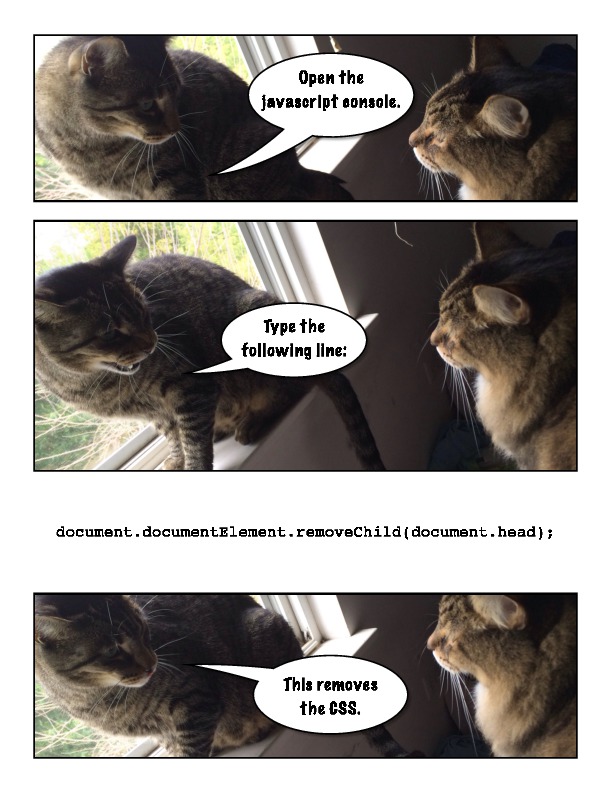 Open the
javascript console.
Type the
following line:
document.documentElement.removeChild(document.head);
This removes
the CSS.